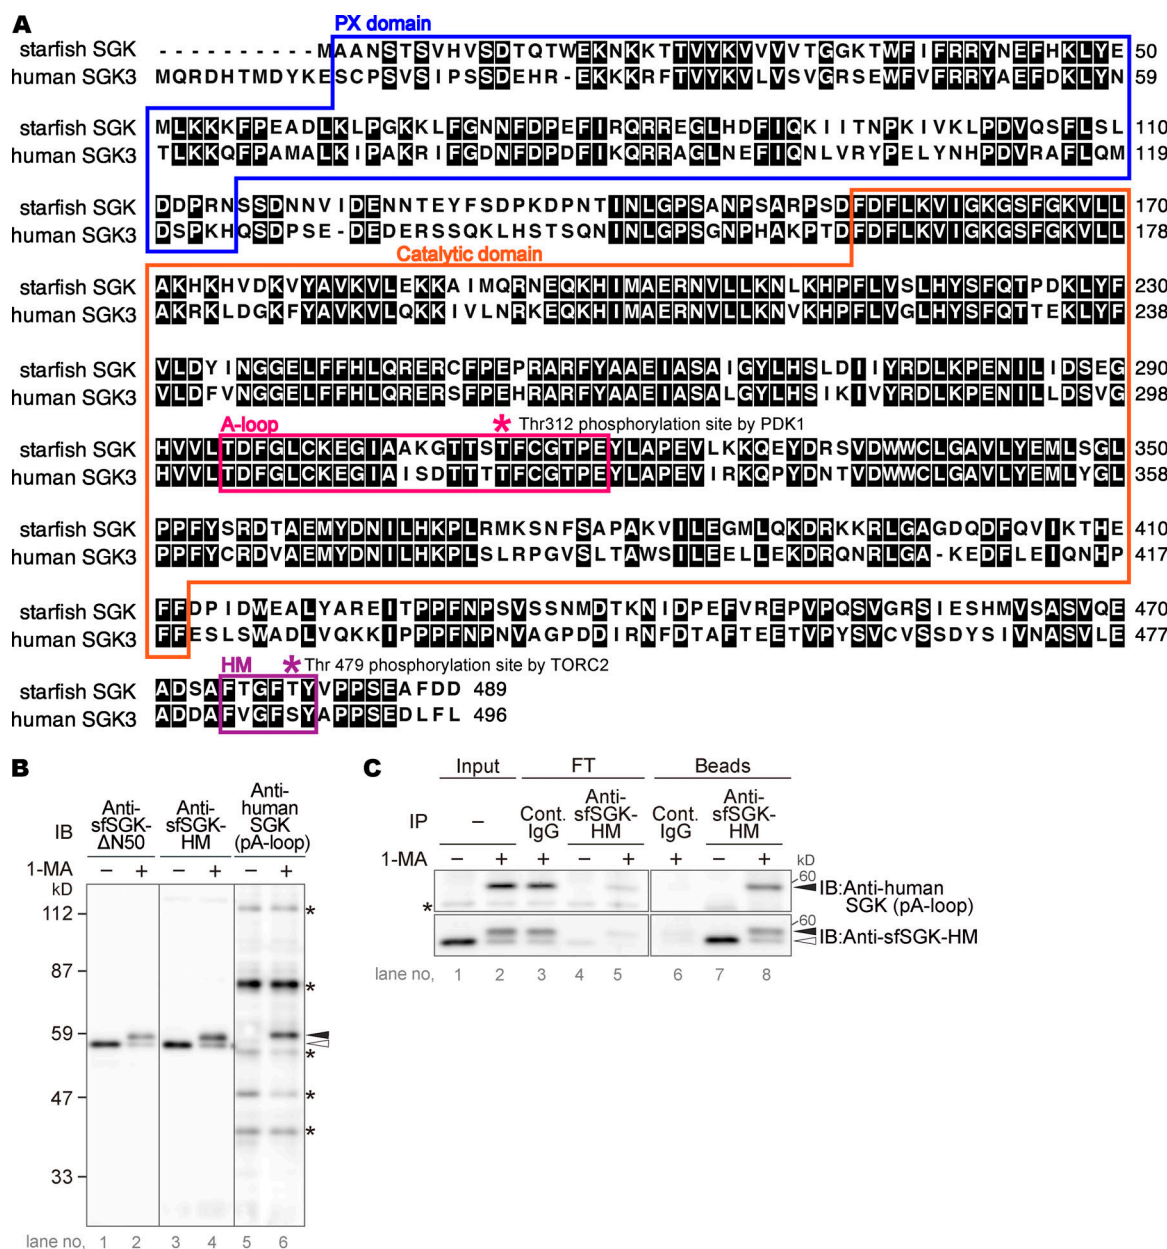 A
PX domain
starfish SGK - - - - - - - - - - MAANSTSVHVSDTQTWEKNKKTTVYKVVVVTGGKTWFIFRRYNEFHKLYE 50
human SGK3 MQRDHTMDYKESCPSVSIPSSDEHR-EKKKRFTVYKVLVSVGRSEWFVFRRYAEFDKLYN 59
starfish SGK MLKKKFPEADLKLPGKKLFGNNFDPEFIRQRREGLHDFIQKIITNPKIVKLPDVQSFLSL 110
human SGK3 TLKKQFPAMALKIPAKRIFGDNFDPDFIKQRRAGLNEFIQNLVRYPELYNHPDVRAFLQM 119
starfish SGK DDPRNSSDNNVIDENNTEYFSDPKDPNTINLGPSANPSARPSDFDFLKVIGKGSFGKVLL 170
human SGK3 DSPKHQSDPSE-DEDERSSQKLHSTSQNINLGPSGNPHAKPTDFDFLKVIGKGSFGKVLL 178
Catalytic domain
starfish SGK AKHKHVDKVYAVKVLEKKAIMQRNEQKHIMAERNVLLKNLKHPFLVSLHYSFQTPDKLYF 230
human SGK3 AKRKLDGKFYAVKVLQKKIVLNRKEQKHIMAERNVLLKNVKHPFLVGLHYSFQTTEKLYF 238
starfish SGK VLDYINGGELFFHLQRERCFPEPRARFYAAEIASAIGYLHSLDIIYRDLKPENILIDSEG 290
human SGK3 VLDFVNGGELFFHLQRERSFPEHRARFYAAEIASALGYLHSIKIVYRDLKPENILLDSVG 298
A-loop * Thr312 phosphorylation site by PDK1
starfish SGK HVVLTDFGLCKEGIAAKGTTSTFCGTPEYLAPEVLKKQEYDRSVDWWCLGAVLYEMLSGL 350
human SGK3 HVVLTDFGLCKEGIAISDTTTTFCGTPEYLAPEVIRKQPYDNTVDWWCLGAVLYEMLYGL 358
starfish SGK PPFYSRDTAEMYDNILHKPLRMKSNFSAPAKVILEGMLQKDRKKRLGAGDQDFQVIKTHE 410
human SGK3 PPFYCRDVAEMYDNILHKPLSLRPGVSLTAWSILEELLEKDRQNRLGA-KEDFLEIQNHP 417
starfish SGK FFDPIDWEALYAREITPPFNPSVSSNMDTKNIDPEFVREPVPQSVGRSIESHMVSASVQE 470
human SGK3 FFESLSWADLVQKKIPPPFNPNVAGPDDIRNFDTAFTEETVPYSVCVSSDYSIVNASVLE 477
HM * Thr 479 phosphorylation site by TORC2
starfish SGK ADSAFTGFTYVPPSEAFDD 489
human SGK3 ADDAFVGFSYAPPSEDLFL 496
B
IB Anti-sfSGK-ΔN50 Anti-sfSGK-HM Anti-human SGK (pA-loop)
1-MA – + – + – +
kD
112
*
87
*
59
*
47
*
*
33
lane no, 1 2 3 4 5 6
C
Input FT Beads
IP – Cont. IgG Anti-sfSGK-HM Cont. IgG Anti-sfSGK-HM
1-MA – + + – + + – + kD
60
* IB:Anti-human SGK (pA-loop)
60
IB:Anti-sfSGK-HM
lane no, 1 2 3 4 5 6 7 8